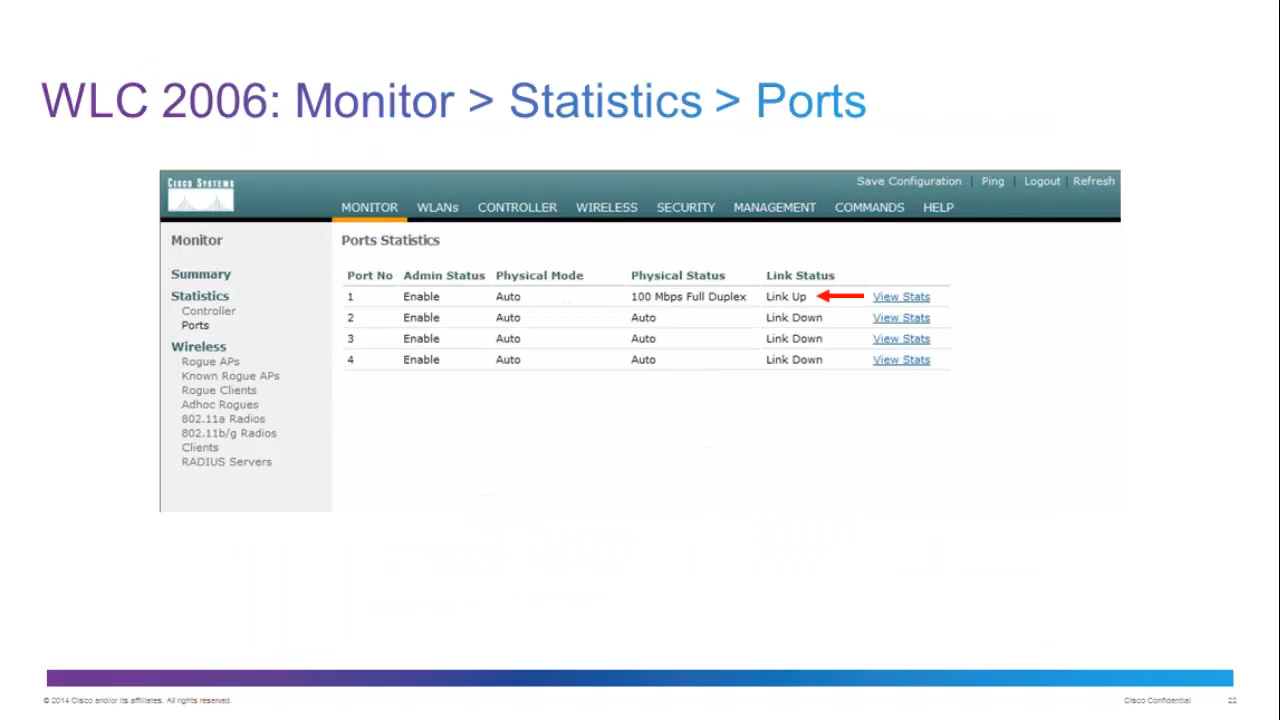 WLC 2006: Monitor > Statistics > Ports
CISCO SYSTEMS
Save Configuration | Ping | Logout | Refresh
MONITOR WLANs CONTROLLER WIRELESS SECURITY MANAGEMENT COMMANDS HELP
Monitor
Summary
Statistics
Controller
Ports
Wireless
Rogue APs
Known Rogue APs
Rogue Clients
Adhoc Rogues
802.11a Radios
802.11b/g Radios
Clients
RADIUS Servers
Ports Statistics
Port No Admin Status Physical Mode Physical Status Link Status
1 Enable Auto 100 Mbps Full Duplex Link Up View Stats
2 Enable Auto Auto Link Down View Stats
3 Enable Auto Auto Link Down View Stats
4 Enable Auto Auto Link Down View Stats
© 2014 Cisco and/or its affiliates. All rights reserved.
Cisco Confidential 22